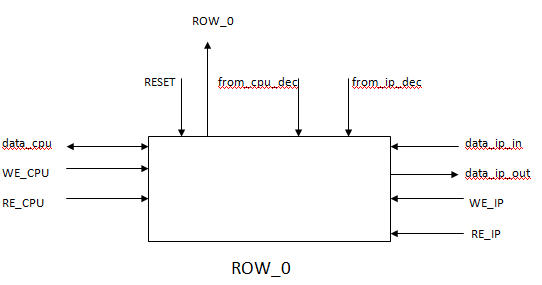 ROW_0
RESET
from_cpu_dec
from_ip_dec
data_cpu
data_ip_in
WE_CPU
data_ip_out
RE_CPU
WE_IP
RE_IP
ROW_0